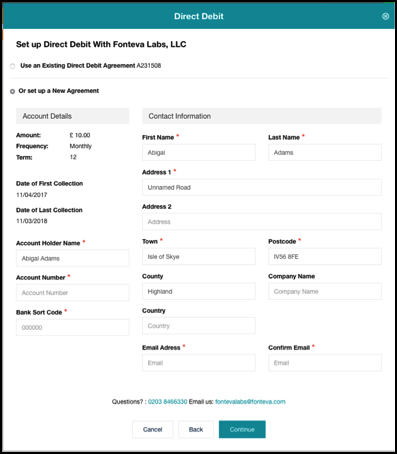 Direct Debit
Set up Direct Debit With Fonteva Labs, LLC
Use an Existing Direct Debit Agreement A231508
Or set up a New Agreement
Account Details
Amount: £ 10.00
Frequency: Monthly
Term: 12
Date of First Collection
11/04/2017
Date of Last Collection
11/03/2018
Account Holder Name *
Abigal Adams
Account Number *
Account Number
Bank Sort Code *
000000
Contact Information
First Name * Last Name *
Abigal Adams
Address 1 *
Unnamed Road
Address 2
Address
Town * Postcode *
Isle of Skye IV56 8FE
County Company Name
Highland Company Name
Country
Country
Email Adress * Confirm Email *
Email Email
Questions? : 0203 8466330 Email us: fontevalabs@fonteva.com
Cancel Back Continue